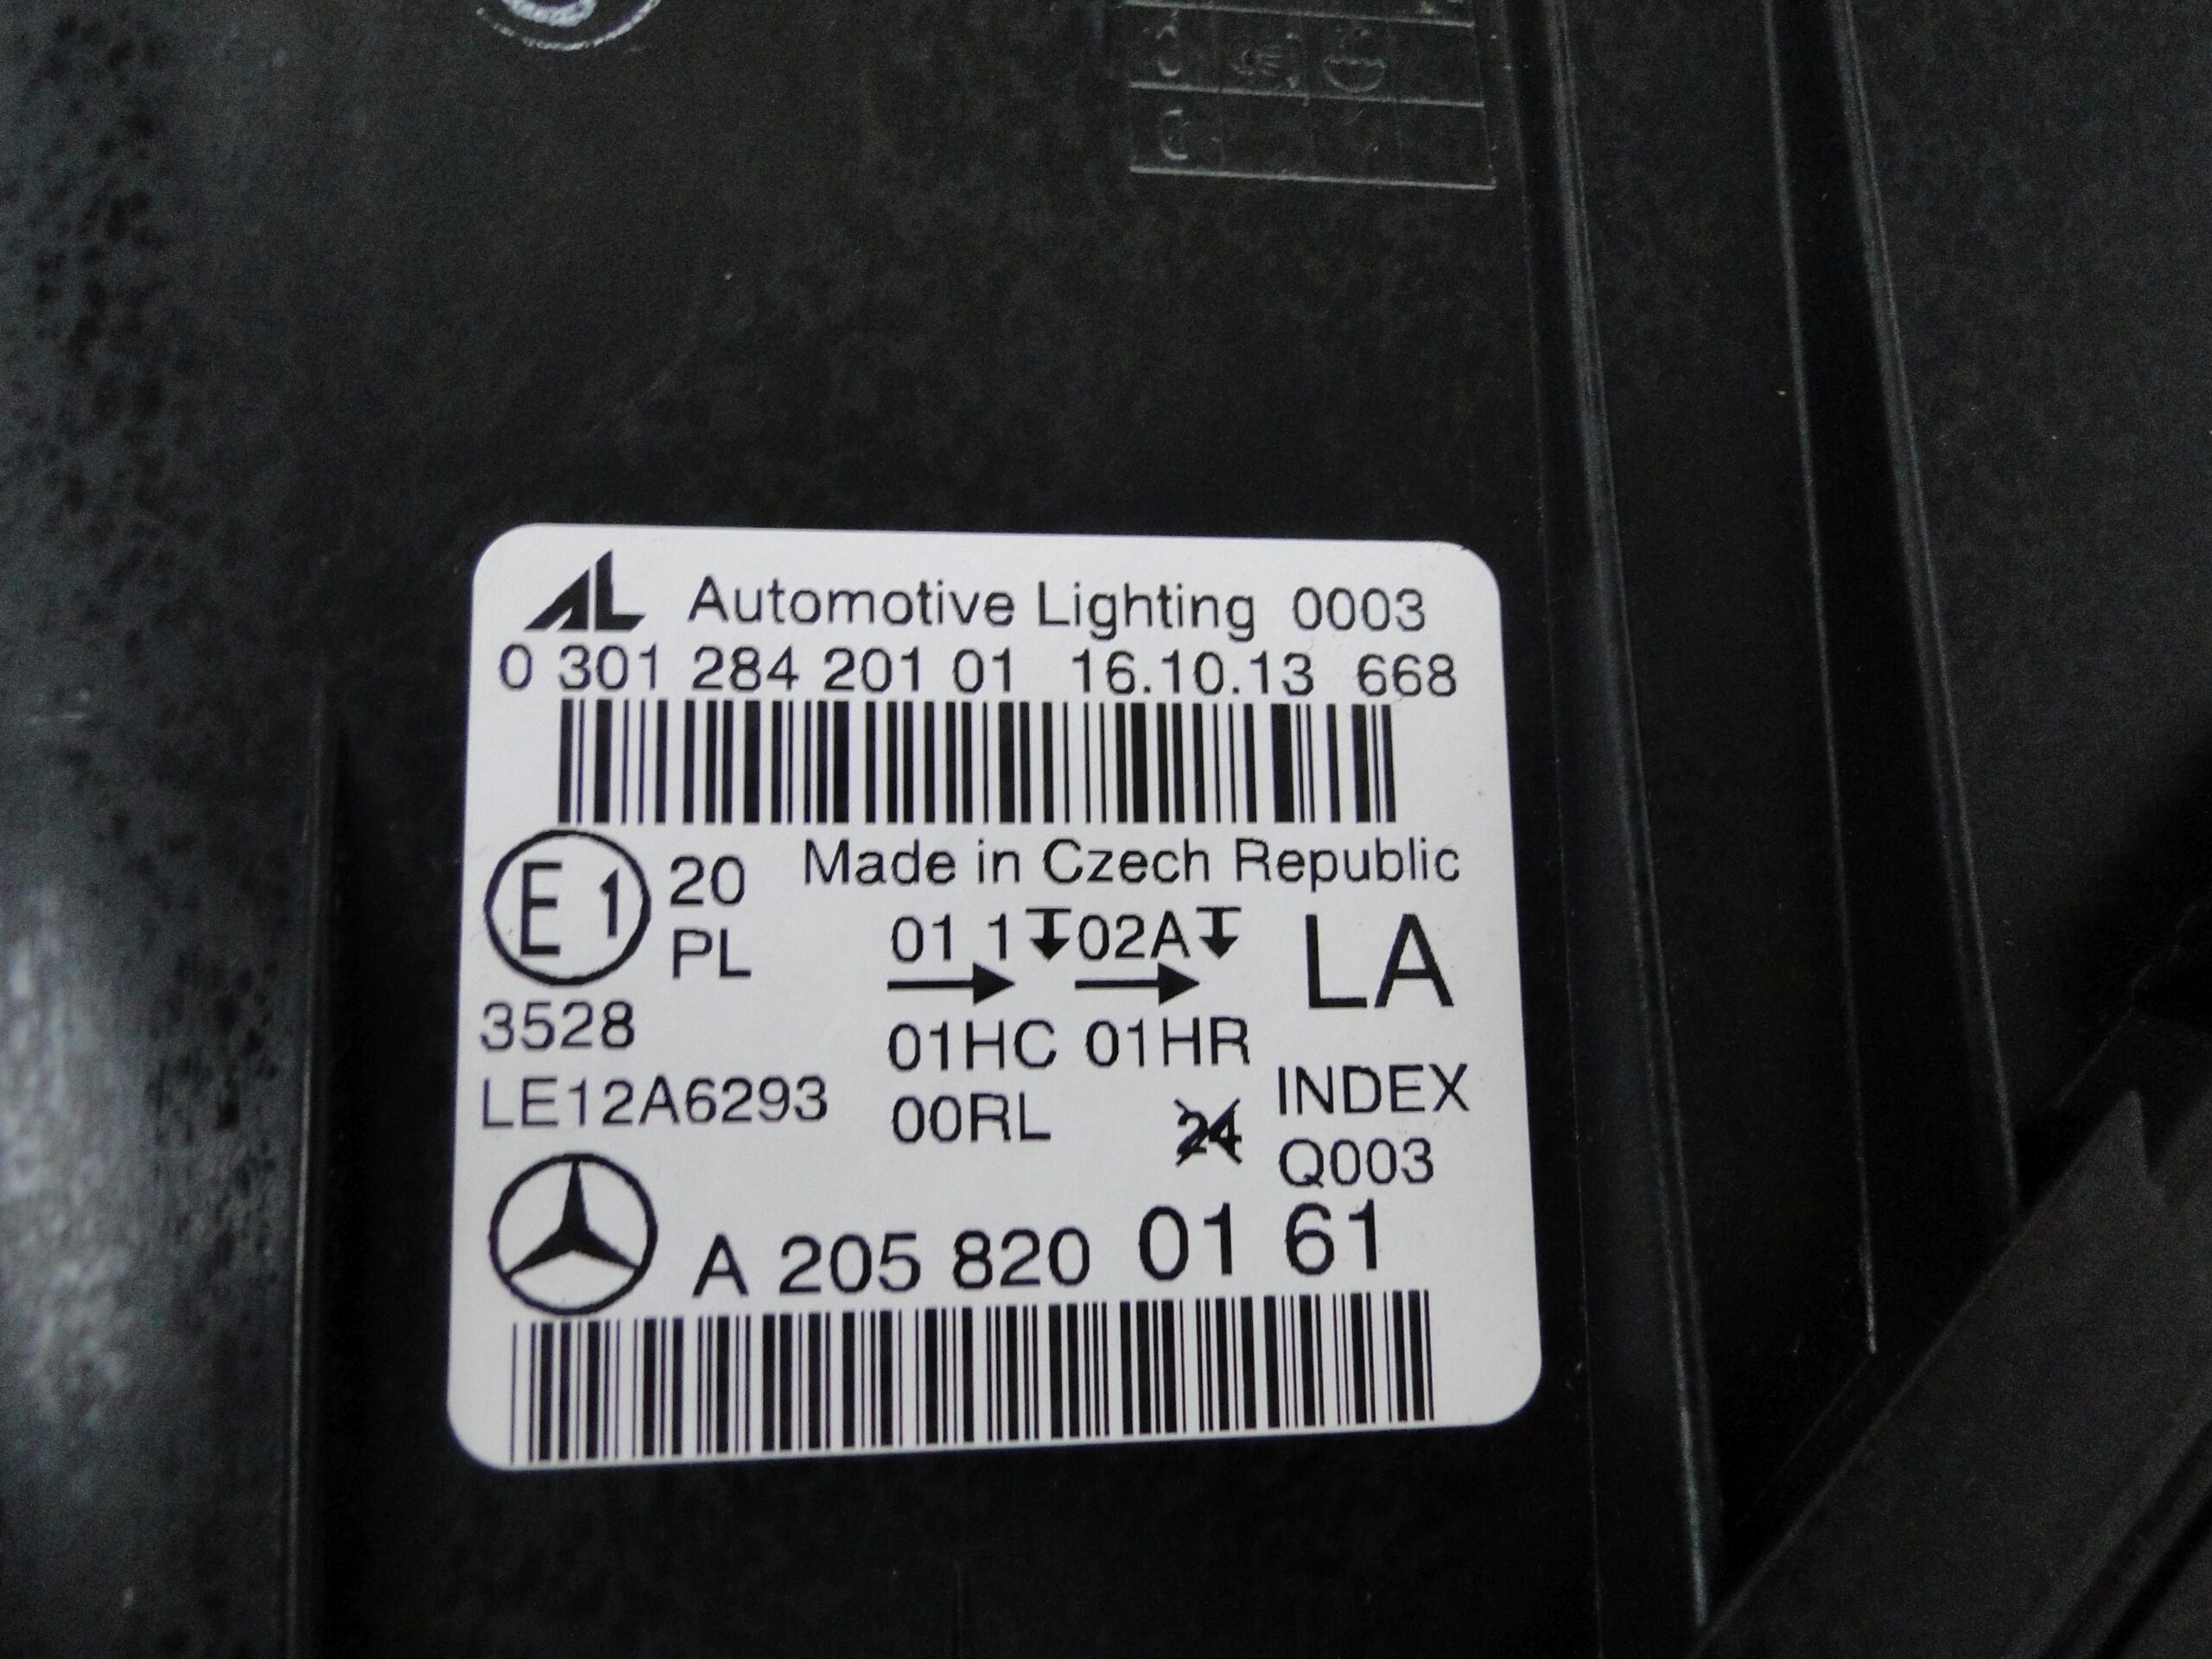 AL Automotive Lighting 0003
0 301 284 201 01 16.10.13 668
Made in Czech Republic
E1 20
PL
01 1 02A LA
3528
01HC 01HR
LE12A6293
00RL
24
INDEX
Q003
A 205 820 01 61